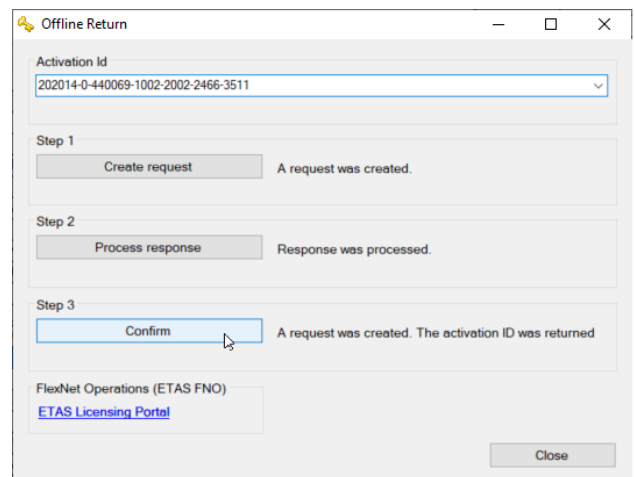 Offline Return
Activation Id
202014-0-440069-1002-2002-2466-3511
Step 1
Create request
A request was created.
Step 2
Process response
Response was processed.
Step 3
Confirm
A request was created. The activation ID was returned
FlexNet Operations (ETAS FNO)
ETAS Licensing Portal
Close